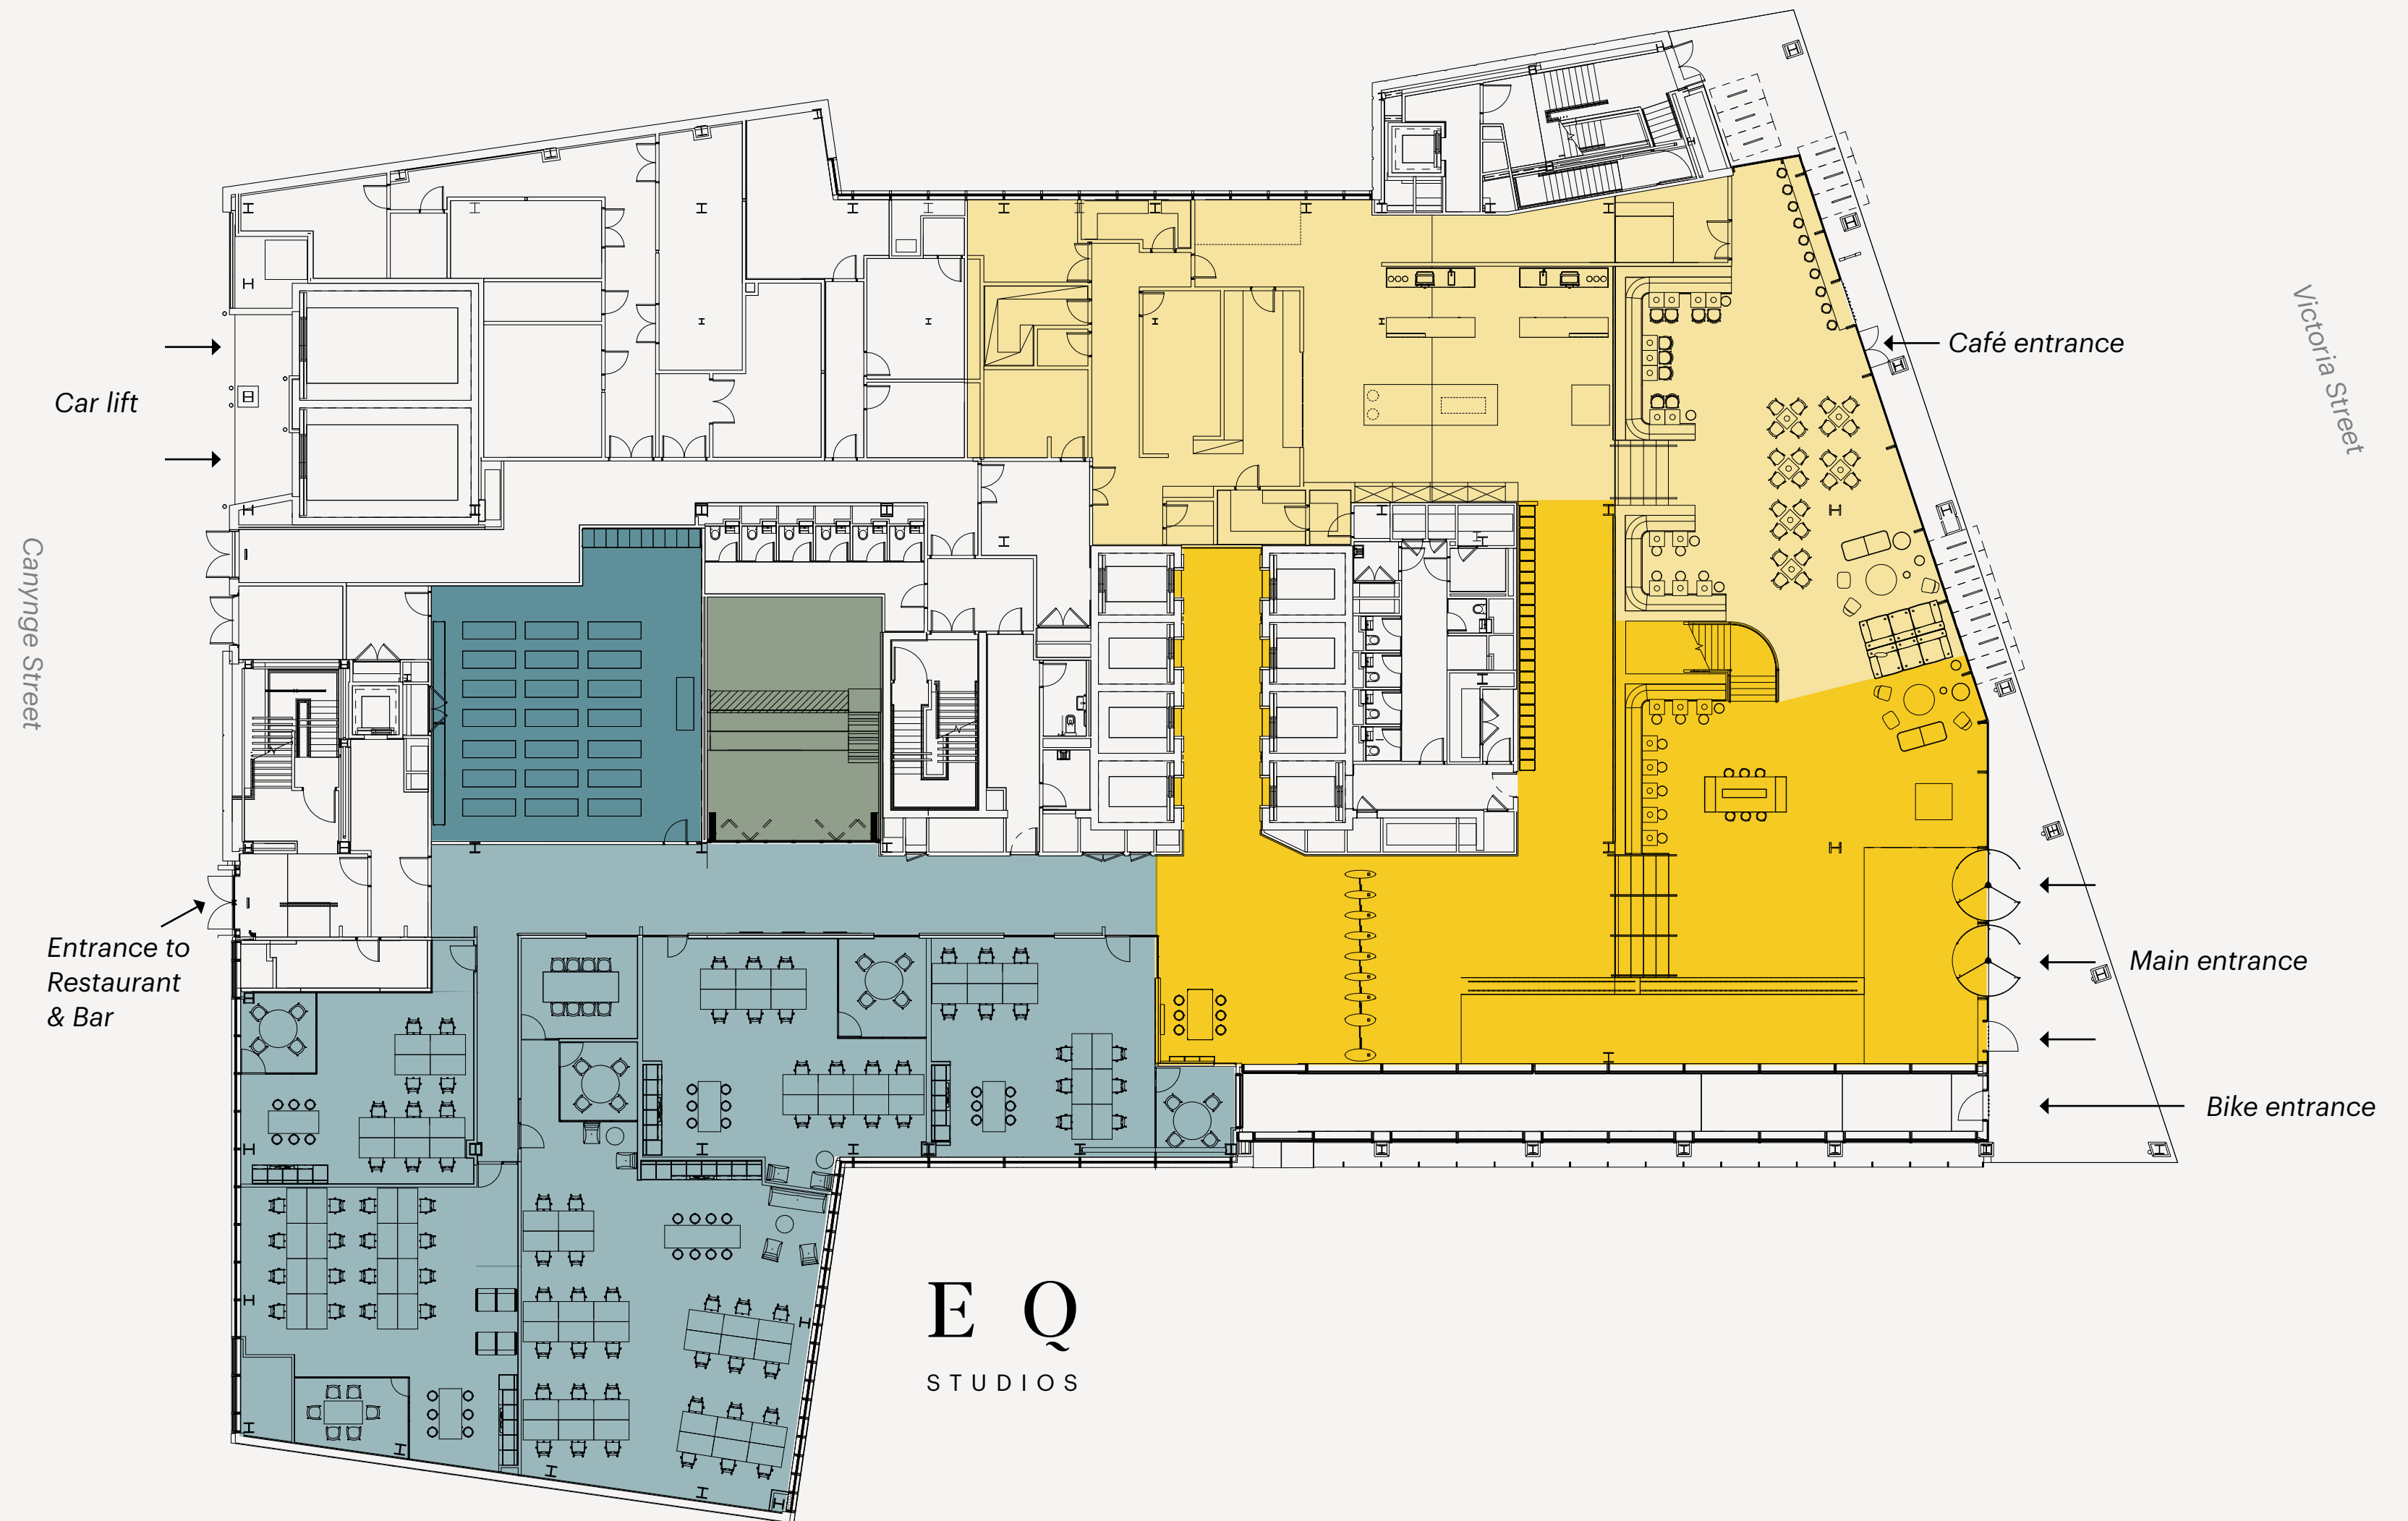 Victoria Street
Café entrance
Car lift
Canynge Street
Entrance to
Restaurant
& Bar
Main entrance
Bike entrance
E Q
STUDIOS